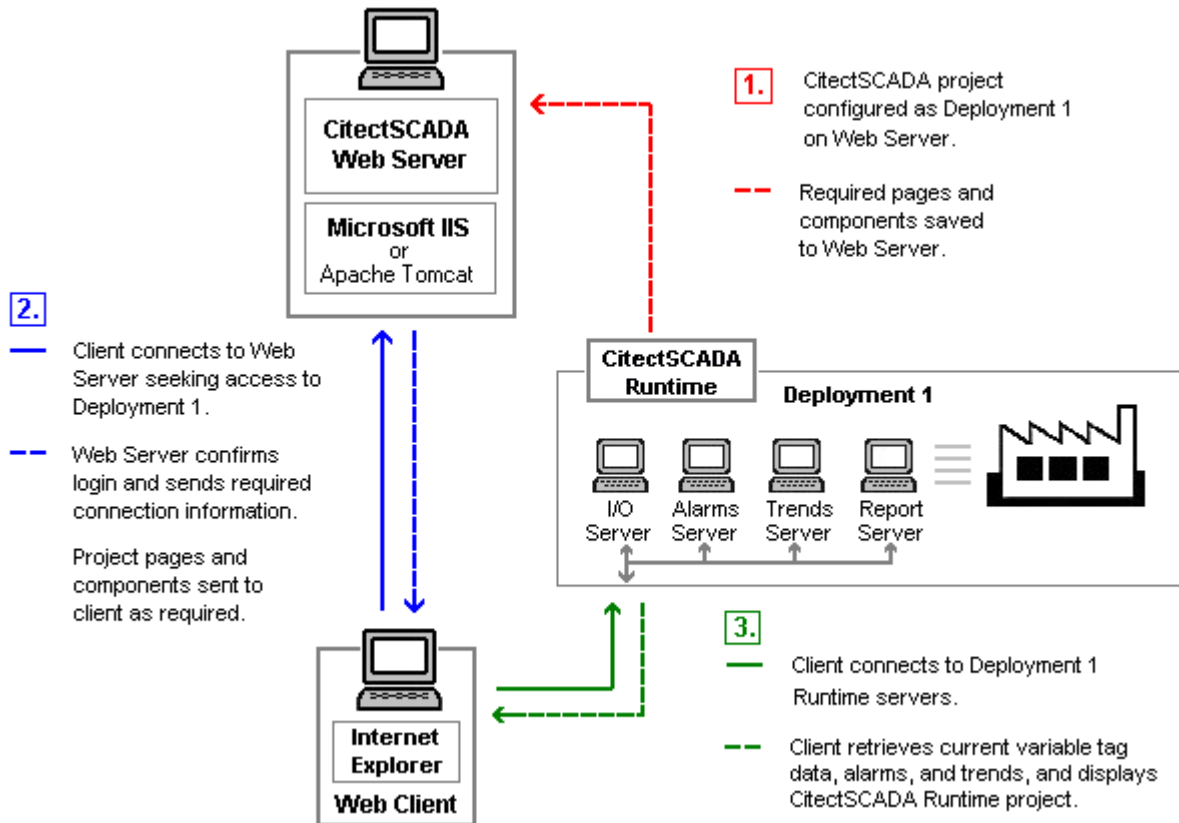 CitectSCADA
Web Server
Microsoft IIS
or
Apache Tomcat
1.
CitectSCADA project
configured as Deployment 1
on Web Server.
Required pages and
components saved
to Web Server.
2.
Client connects to Web
Server seeking access to
Deployment 1.
Web Server confirms
login and sends required
connection information.
Project pages and
components sent to
client as required.
CitectSCADA
Runtime
Deployment 1
I/O
Server
Alarms
Server
Trends
Server
Report
Server
3.
Client connects to Deployment 1
Runtime servers.
Client retrieves current variable tag
data, alarms, and trends, and displays
CitectSCADA Runtime project.
Internet
Explorer
Web Client